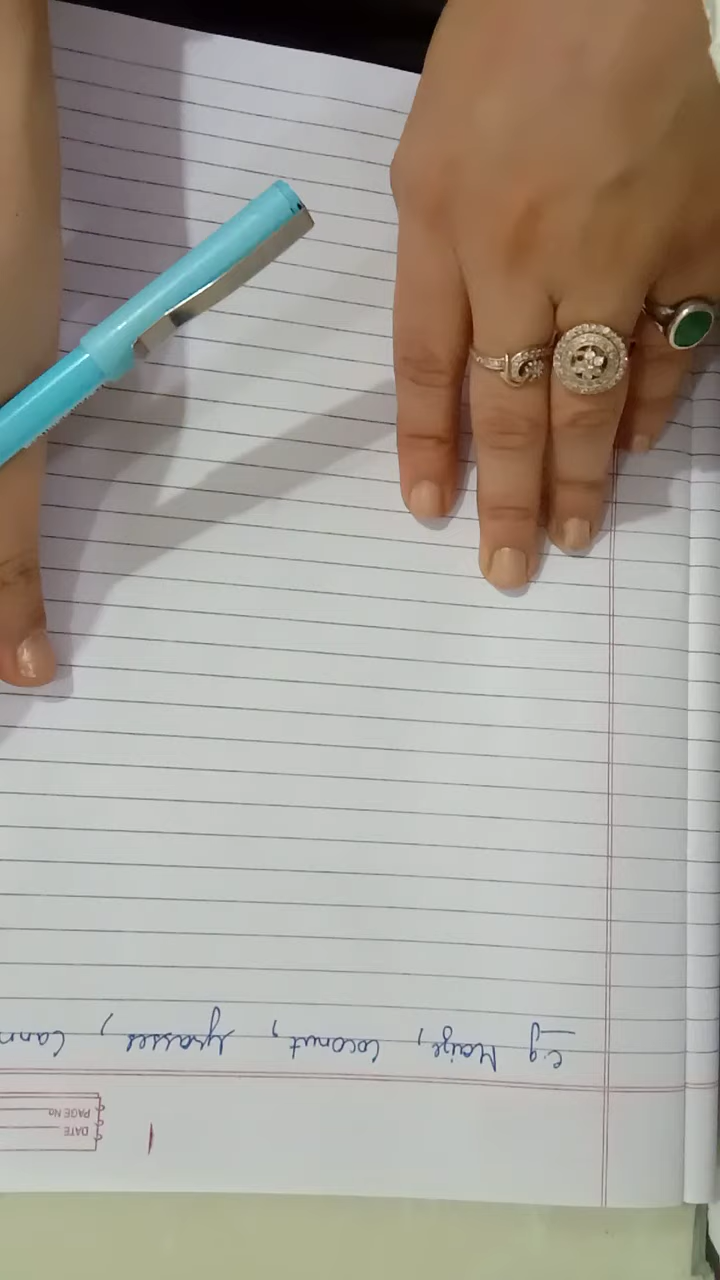 PAGE No
DATE
e.g Maize, Coconut, grasses,